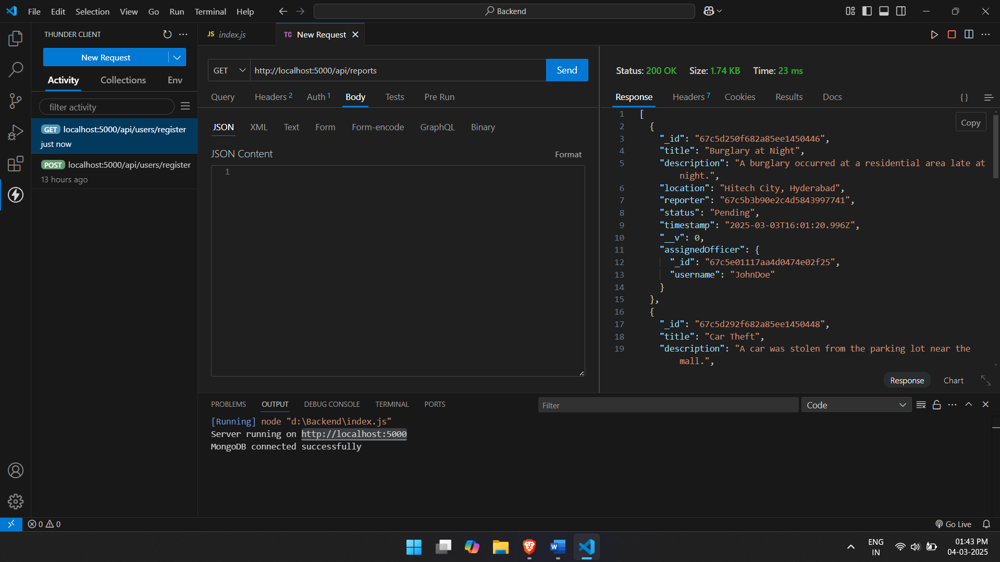 File Edit Selection View Go Run Terminal Help
Backend
THUNDER CLIENT
New Request
Activity Collections Env
filter activity
GET localhost:5000/api/users/register
just now
POST localhost:5000/api/users/register
13 hours ago
JS index.js
TC New Request
GET http://localhost:5000/api/reports Send
Query Headers 2 Auth 1 Body Tests Pre Run
JSON XML Text Form Form-encode GraphQL Binary
JSON Content Format
1
Status: 200 OK Size: 1.74 KB Time: 23 ms
Response Headers 7 Cookies Results Docs {}
Copy
1 [
2 {
3 "_id": "67c5d250f682a85ee1450446",
4 "title": "Burglary at Night",
5 "description": "A burglary occurred at a residential area late at
night.",
6 "location": "Hitech City, Hyderabad",
7 "reporter": "67c5b3b90e2c4d5843997741",
8 "status": "Pending",
9 "timestamp": "2025-03-03T16:01:20.996Z",
10 "__v": 0,
11 "assignedOfficer": {
12 "_id": "67c5e01117aa4d0474e02f25",
13 "username": "JohnDoe"
14 }
15 },
16 {
17 "_id": "67c5d292f682a85ee1450448",
18 "title": "Car Theft",
19 "description": "A car was stolen from the parking lot near the
mall.",
Response Chart
PROBLEMS OUTPUT DEBUG CONSOLE TERMINAL PORTS
Filter
Code
[Running] node "d:\Backend\index.js"
Server running on http://localhost:5000
MongoDB connected successfully
0 0
Go Live
W
ENG
IN
01:43 PM
04-03-2025